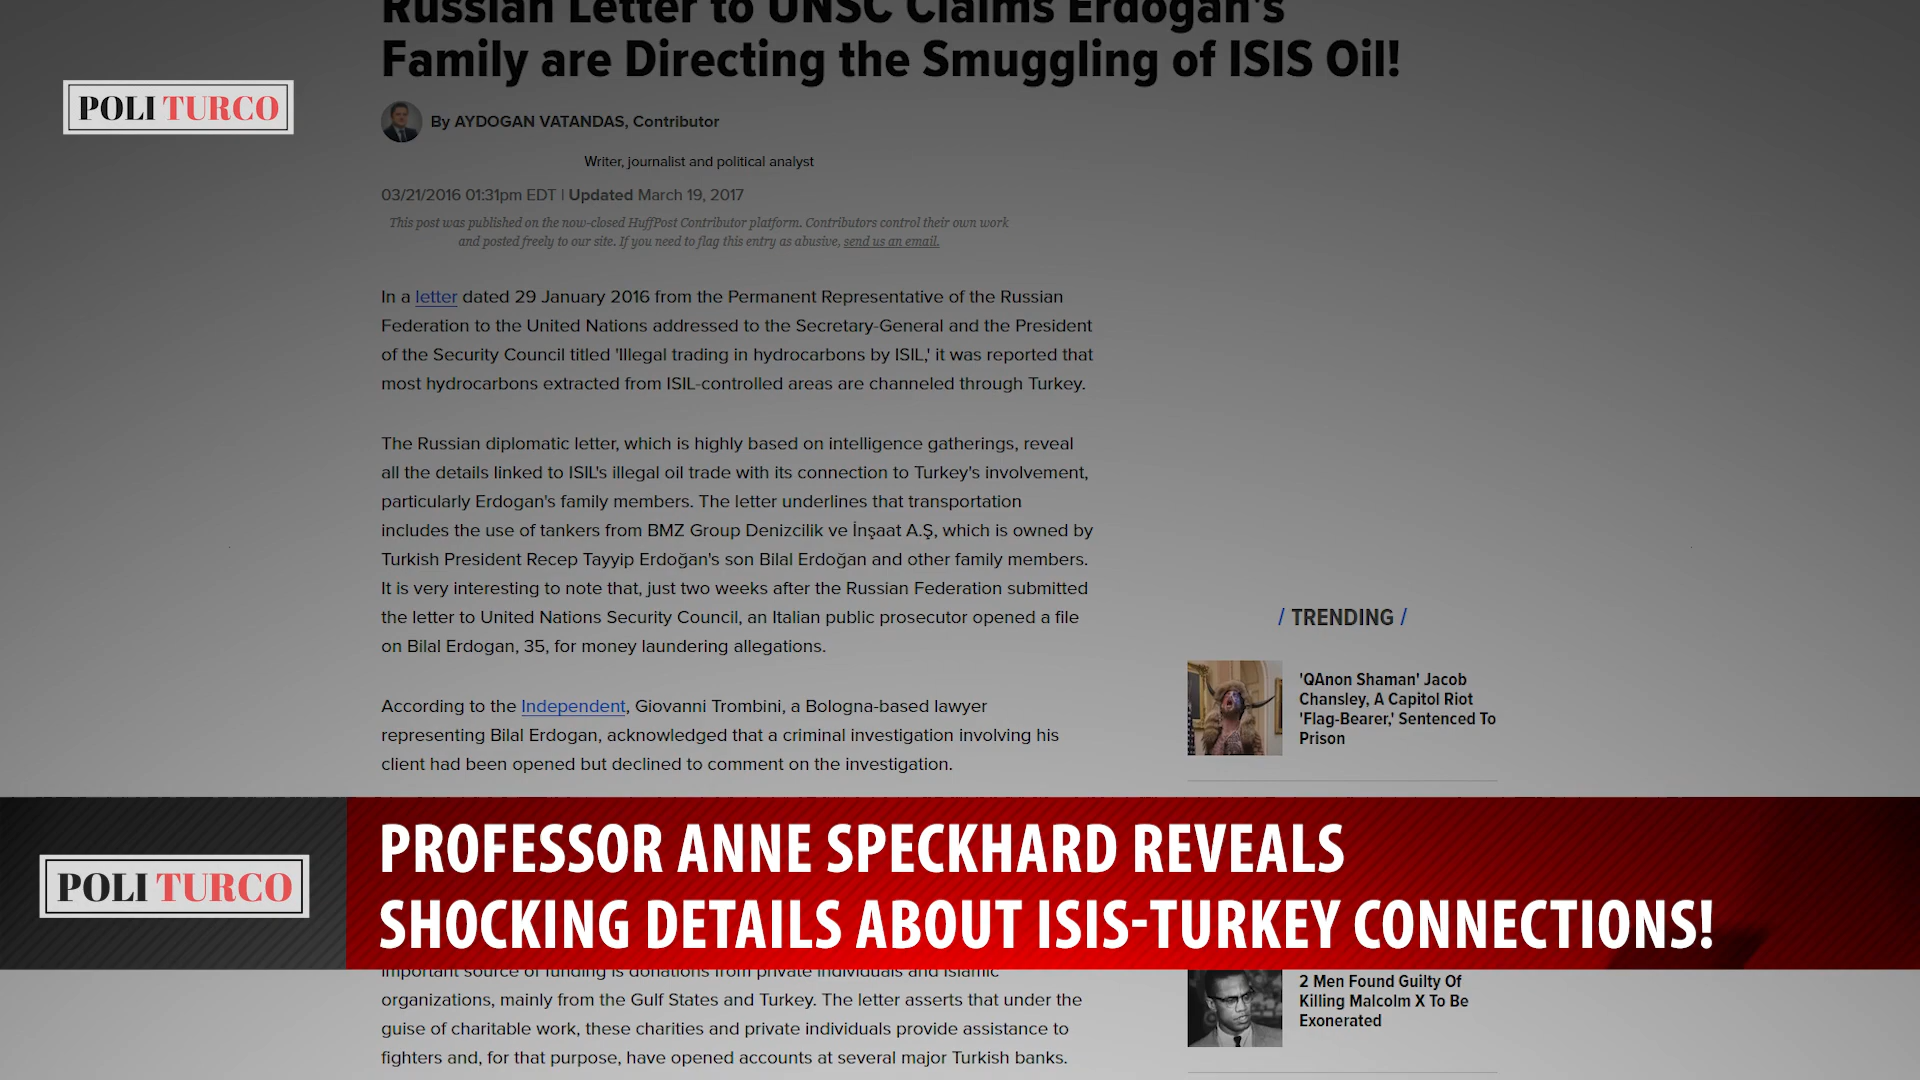 Russian Letter to UNSC Claims Erdogan's
Family are Directing the Smuggling of ISIS Oil!
POLI TURCO
By AYDOGAN VATANDAS, Contributor
Writer, journalist and political analyst
03/21/2016 01:31pm EDT | Updated March 19, 2017
This post was published on the now-closed HuffPost Contributor platform. Contributors control their own work
and posted freely to our site. If you need to flag this entry as abusive, send us an email.
In a letter dated 29 January 2016 from the Permanent Representative of the Russian
Federation to the United Nations addressed to the Secretary-General and the President
of the Security Council titled 'Illegal trading in hydrocarbons by ISIL,' it was reported that
most hydrocarbons extracted from ISIL-controlled areas are channeled through Turkey.
The Russian diplomatic letter, which is highly based on intelligence gatherings, reveal
all the details linked to ISIL's illegal oil trade with its connection to Turkey's involvement,
particularly Erdogan's family members. The letter underlines that transportation
includes the use of tankers from BMZ Group Denizcilik ve İnşaat A.Ş, which is owned by
Turkish President Recep Tayyip Erdoğan's son Bilal Erdoğan and other family members.
It is very interesting to note that, just two weeks after the Russian Federation submitted
the letter to United Nations Security Council, an Italian public prosecutor opened a file
on Bilal Erdogan, 35, for money laundering allegations.
/ TRENDING /
'QAnon Shaman' Jacob
Chansley, A Capitol Riot
'Flag-Bearer,' Sentenced To
Prison
According to the Independent, Giovanni Trombini, a Bologna-based lawyer
representing Bilal Erdogan, acknowledged that a criminal investigation involving his
client had been opened but declined to comment on the investigation.
POLI TURCO
PROFESSOR ANNE SPECKHARD REVEALS
SHOCKING DETAILS ABOUT ISIS-TURKEY CONNECTIONS!
important source of funding is donations from private individuals and Islamic
organizations, mainly from the Gulf States and Turkey. The letter asserts that under the
guise of charitable work, these charities and private individuals provide assistance to
fighters and, for that purpose, have opened accounts at several major Turkish banks.
2 Men Found Guilty Of
Killing Malcolm X To Be
Exonerated